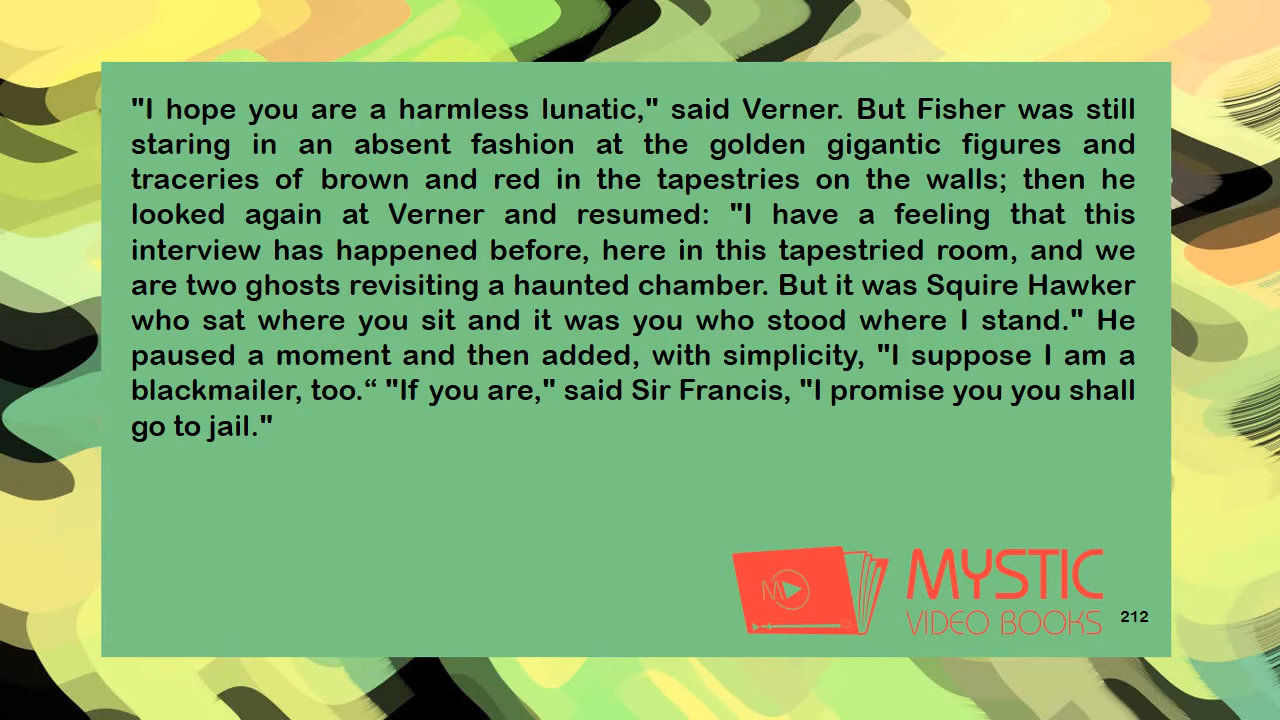 "I hope you are a harmless lunatic," said Verner. But Fisher was still
staring in an absent fashion at the golden gigantic figures and
traceries of brown and red in the tapestries on the walls; then he
looked again at Verner and resumed: "I have a feeling that this
interview has happened before, here in this tapestried room, and we
are two ghosts revisiting a haunted chamber. But it was Squire Hawker
who sat where you sit and it was you who stood where I stand." He
paused a moment and then added, with simplicity, "I suppose I am a
blackmailer, too.“ "If you are," said Sir Francis, "I promise you you shall
go to jail."
M
MYSTIC
VIDEO BOOKS
212